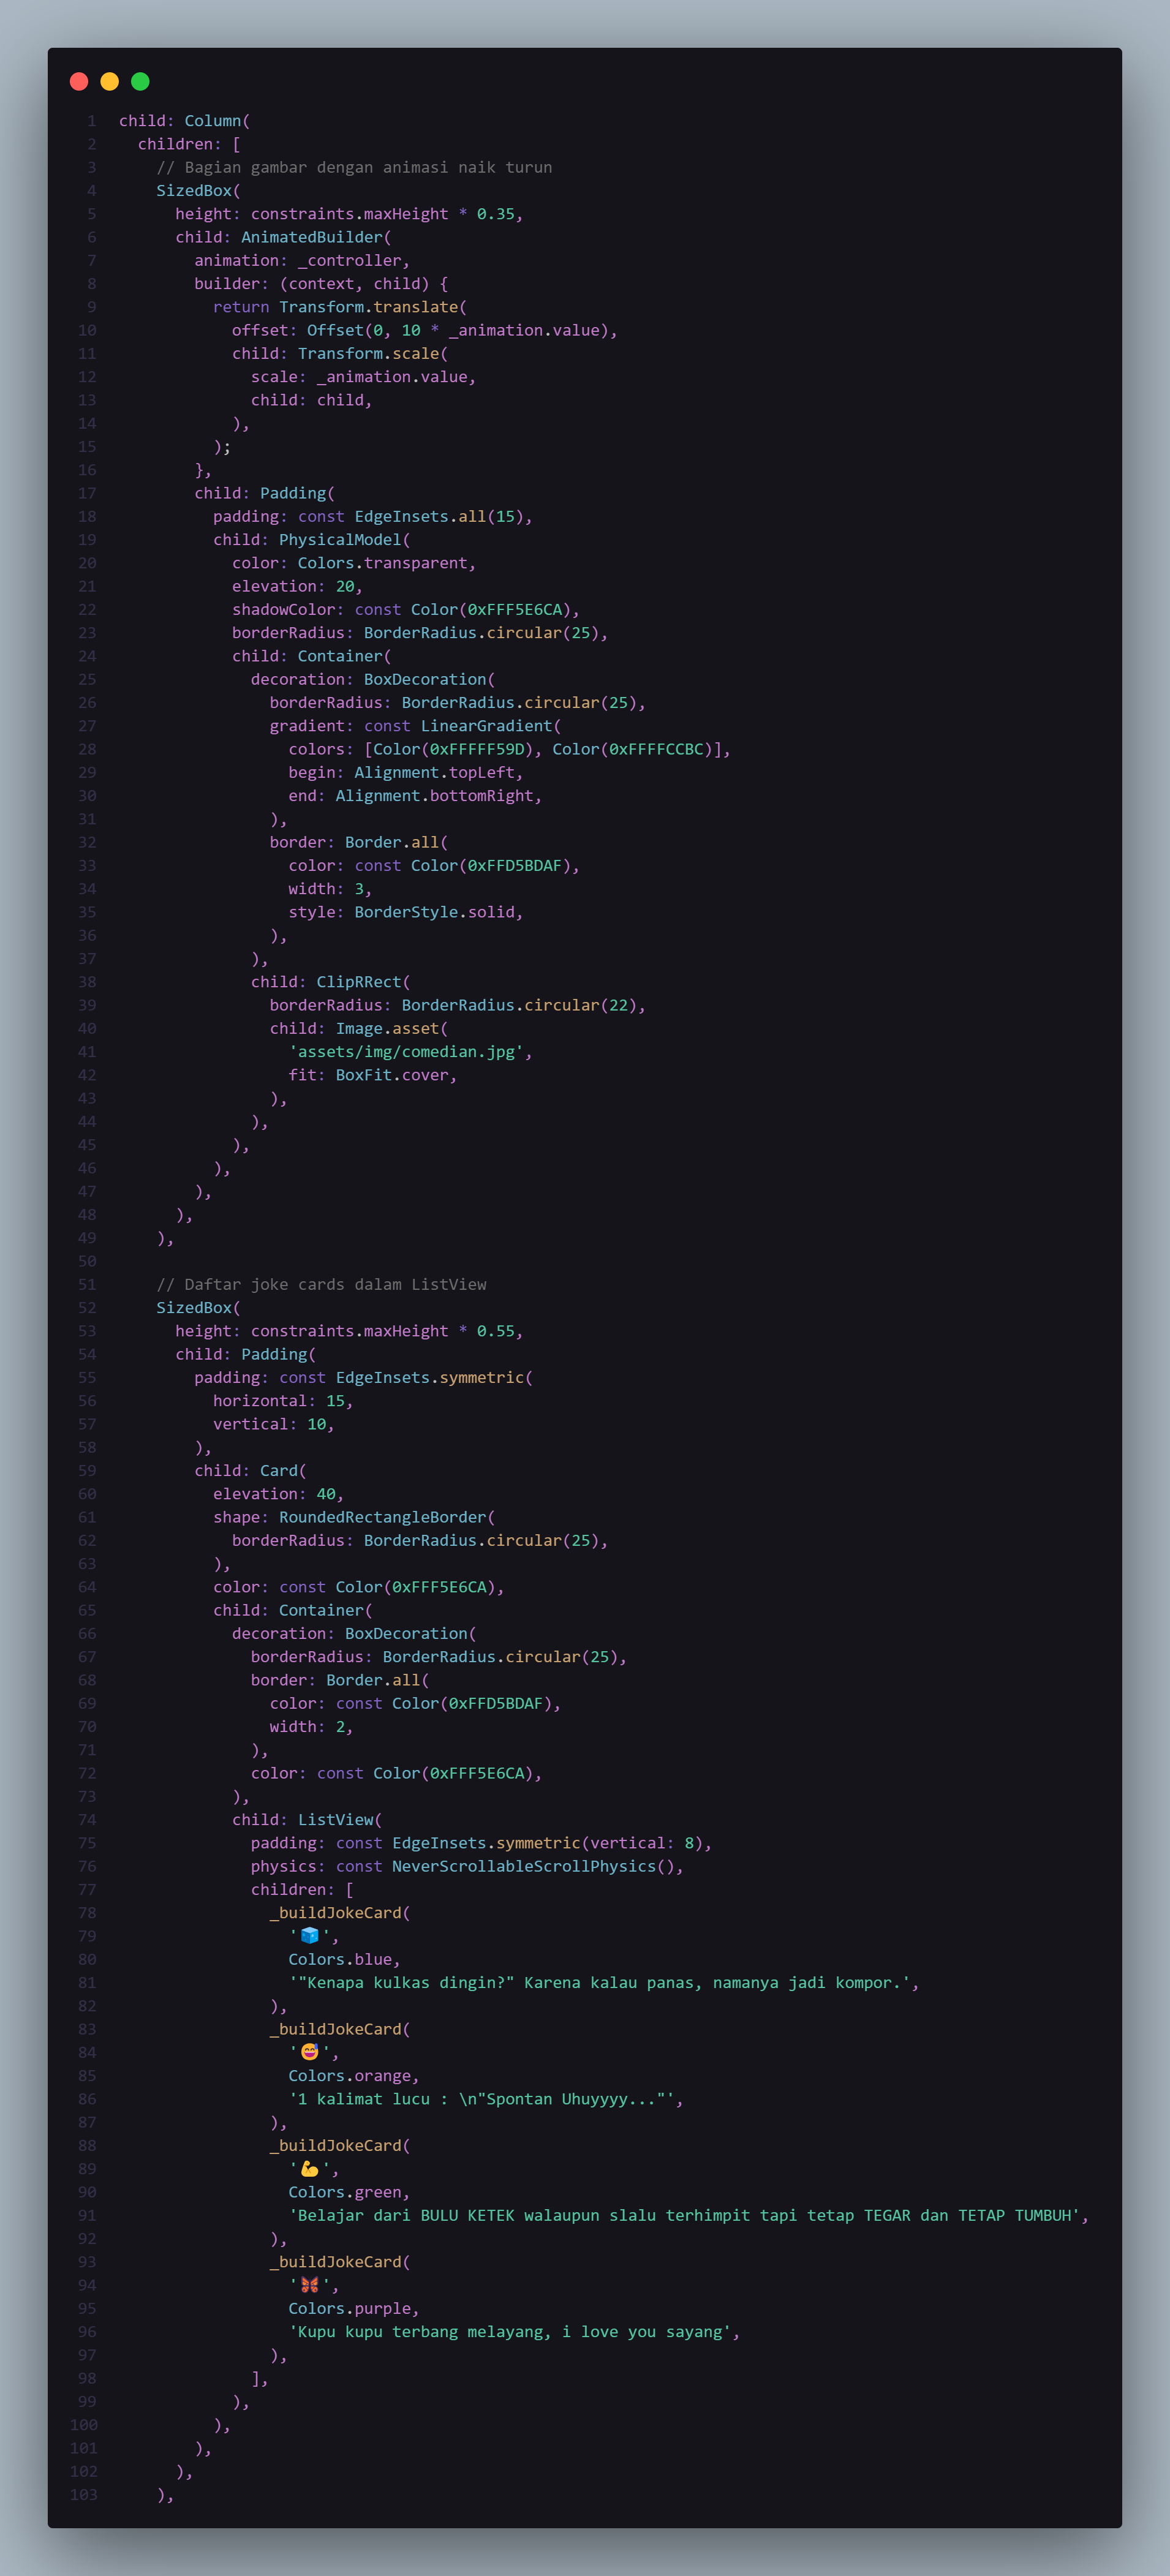 1 child: Column(
2 children: [
3 // Bagian gambar dengan animasi naik turun
4 SizedBox(
5 height: constraints.maxHeight * 0.35,
6 child: AnimatedBuilder(
7 animation: _controller,
8 builder: (context, child) {
9 return Transform.translate(
10 offset: Offset(0, 10 * _animation.value),
11 child: Transform.scale(
12 scale: _animation.value,
13 child: child,
14 ),
15 );
16 },
17 child: Padding(
18 padding: const EdgeInsets.all(15),
19 child: PhysicalModel(
20 color: Colors.transparent,
21 elevation: 20,
22 shadowColor: const Color(0xFFF5E6CA),
23 borderRadius: BorderRadius.circular(25),
24 child: Container(
25 decoration: BoxDecoration(
26 borderRadius: BorderRadius.circular(25),
27 gradient: const LinearGradient(
28 colors: [Color(0xFFFFF59D), Color(0xFFFFCCBC)],
29 begin: Alignment.topLeft,
30 end: Alignment.bottomRight,
31 ),
32 border: Border.all(
33 color: const Color(0xFFD5BDAF),
34 width: 3,
35 style: BorderStyle.solid,
36 ),
37 ),
38 child: ClipRRect(
39 borderRadius: BorderRadius.circular(22),
40 child: Image.asset(
41 'assets/img/comedian.jpg',
42 fit: BoxFit.cover,
43 ),
44 ),
45 ),
46 ),
47 ),
48 ),
49 ),
50
51 // Daftar joke cards dalam ListView
52 SizedBox(
53 height: constraints.maxHeight * 0.55,
54 child: Padding(
55 padding: const EdgeInsets.symmetric(
56 horizontal: 15,
57 vertical: 10,
58 ),
59 child: Card(
60 elevation: 40,
61 shape: RoundedRectangleBorder(
62 borderRadius: BorderRadius.circular(25),
63 ),
64 color: const Color(0xFFF5E6CA),
65 child: Container(
66 decoration: BoxDecoration(
67 borderRadius: BorderRadius.circular(25),
68 border: Border.all(
69 color: const Color(0xFFD5BDAF),
70 width: 2,
71 ),
72 color: const Color(0xFFF5E6CA),
73 ),
74 child: ListView(
75 padding: const EdgeInsets.symmetric(vertical: 8),
76 physics: const NeverScrollableScrollPhysics(),
77 children: [
78 _buildJokeCard(
79 '🧊',
80 Colors.blue,
81 '"Kenapa kulkas dingin?" Karena kalau panas, namanya jadi kompor.',
82 ),
83 _buildJokeCard(
84 '😅',
85 Colors.orange,
86 '1 kalimat lucu : \n"Spontan Uhuyyyy..."',
87 ),
88 _buildJokeCard(
89 '💪',
90 Colors.green,
91 'Belajar dari BULU KETEK walaupun slalu terhimpit tapi tetap TEGAR dan TETAP TUMBUH',
92 ),
93 _buildJokeCard(
94 '🦋',
95 Colors.purple,
96 'Kupu kupu terbang melayang, i love you sayang',
97 ),
98 ],
99 ),
100 ),
101 ),
102 ),
103 ),